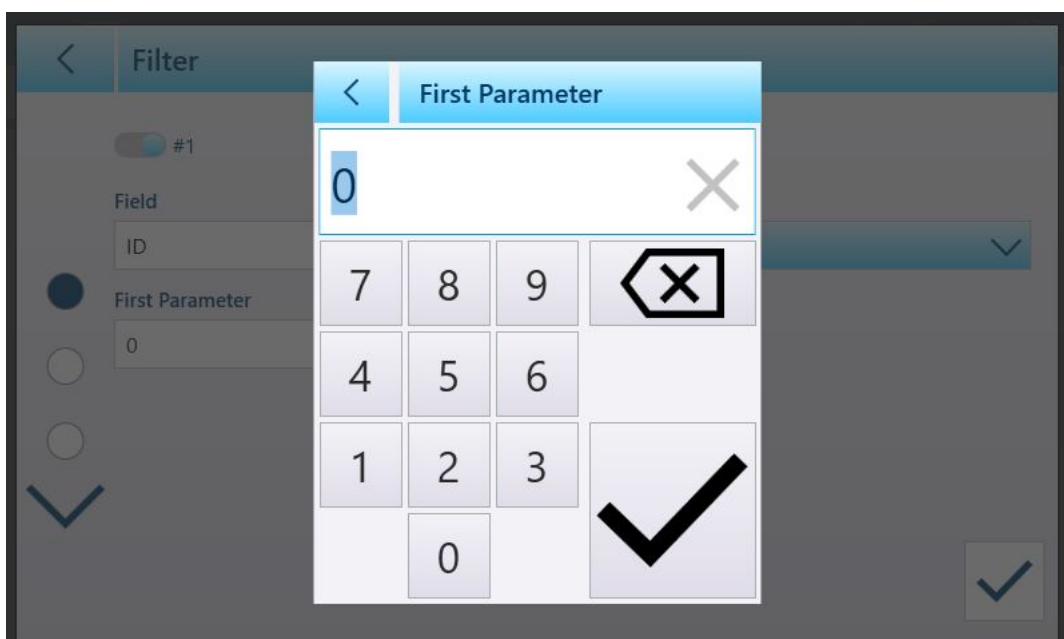 Filter
#1
Field
ID
First Parameter
0
First Parameter
0
7 8 9
4 5 6
1 2 3
0